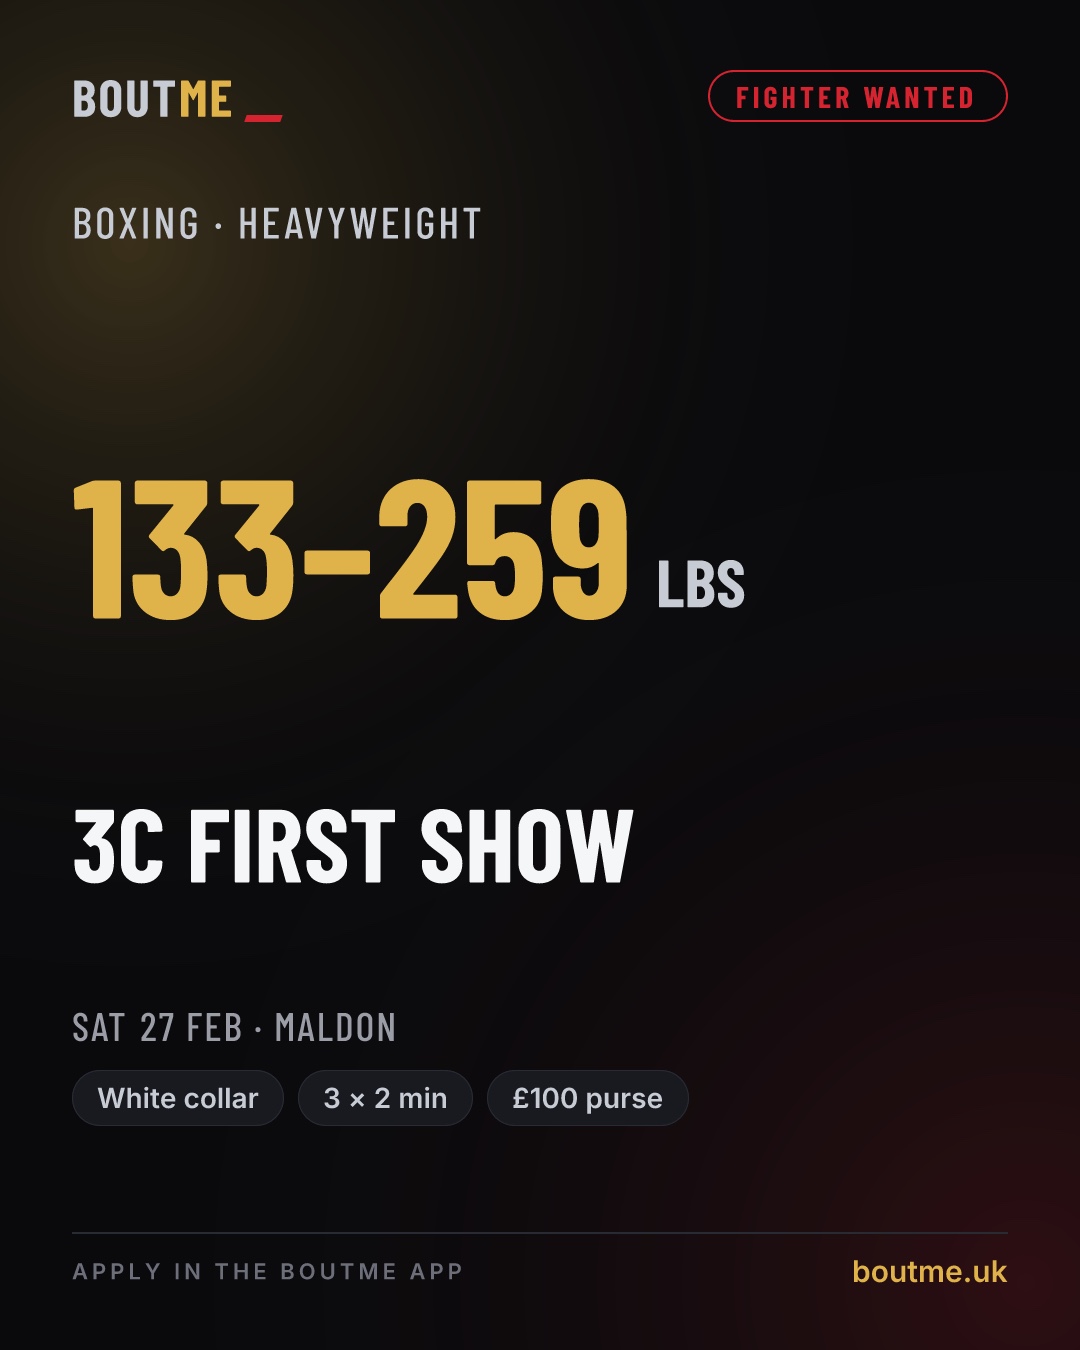 BOUTME
FIGHTER WANTED
BOXING · HEAVYWEIGHT
133–259 LBS
3C FIRST SHOW
SAT 27 FEB · MALDON
White collar
3 × 2 min
£100 purse
APPLY IN THE BOUTME APP
boutme.uk